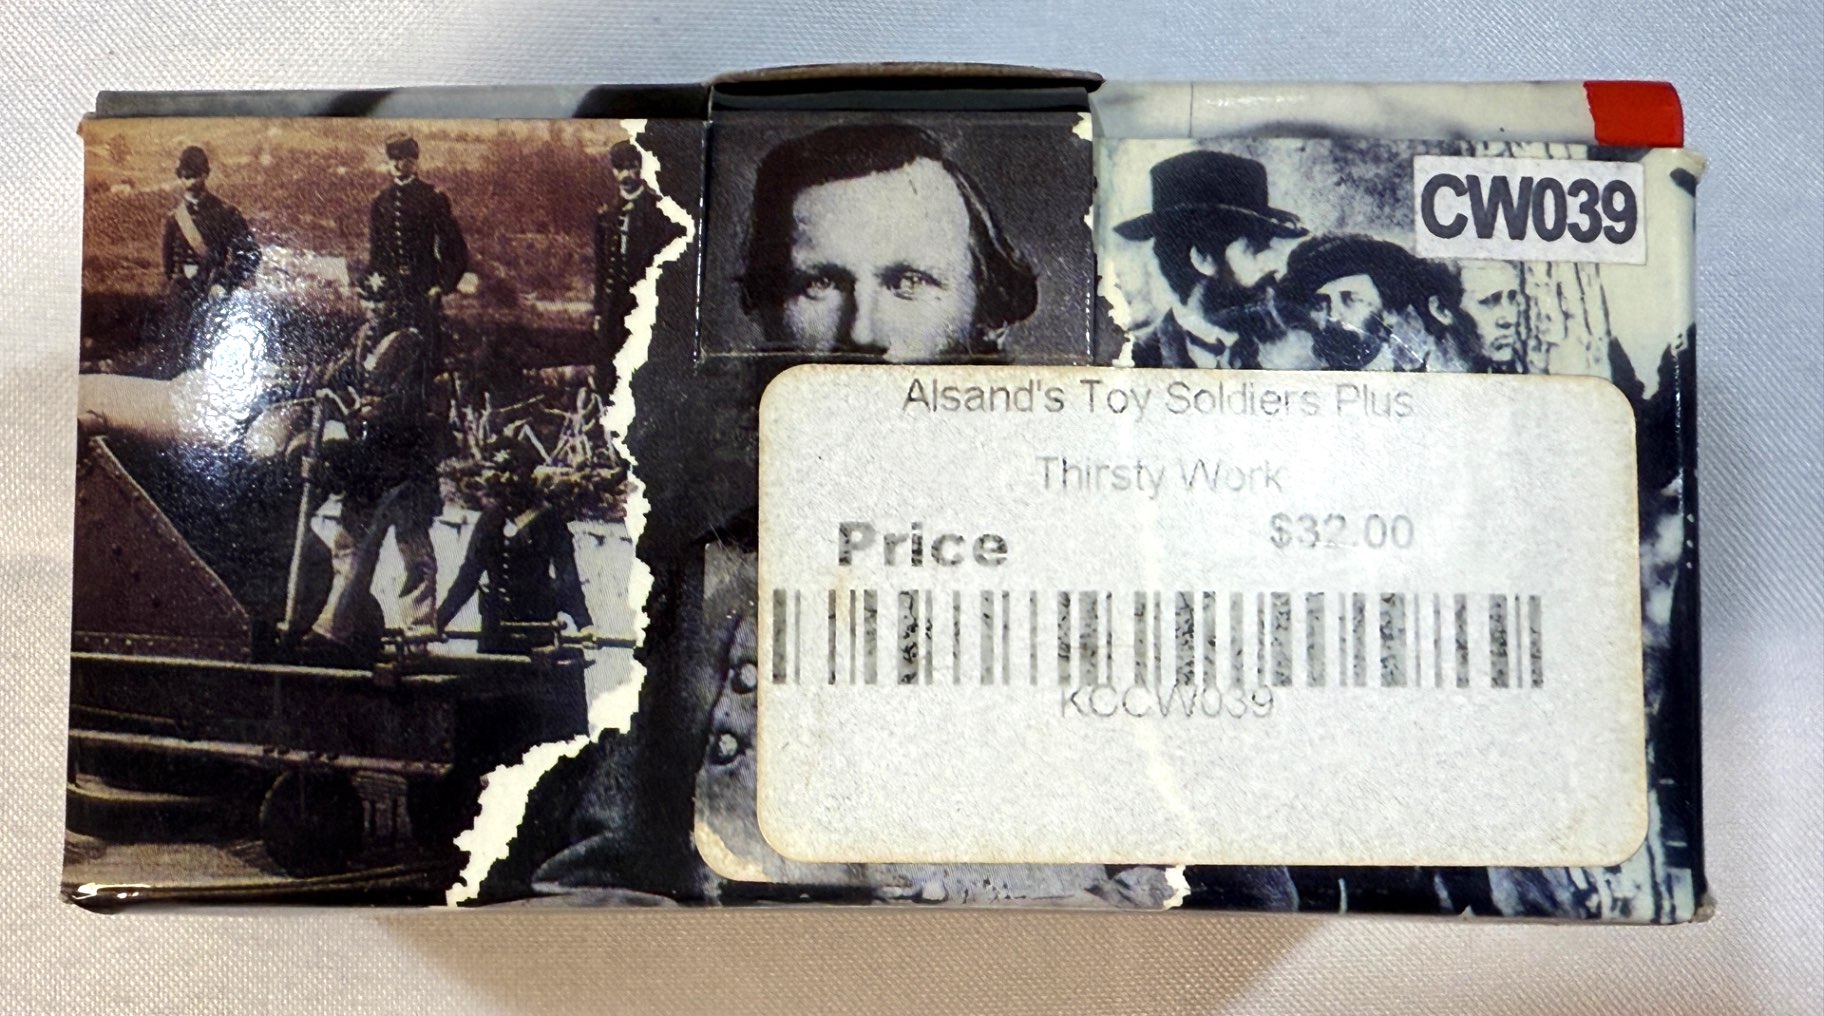 CW039
Alsand's Toy Soldiers Plus
Thirsty Work
Price $32.00
KCCW039